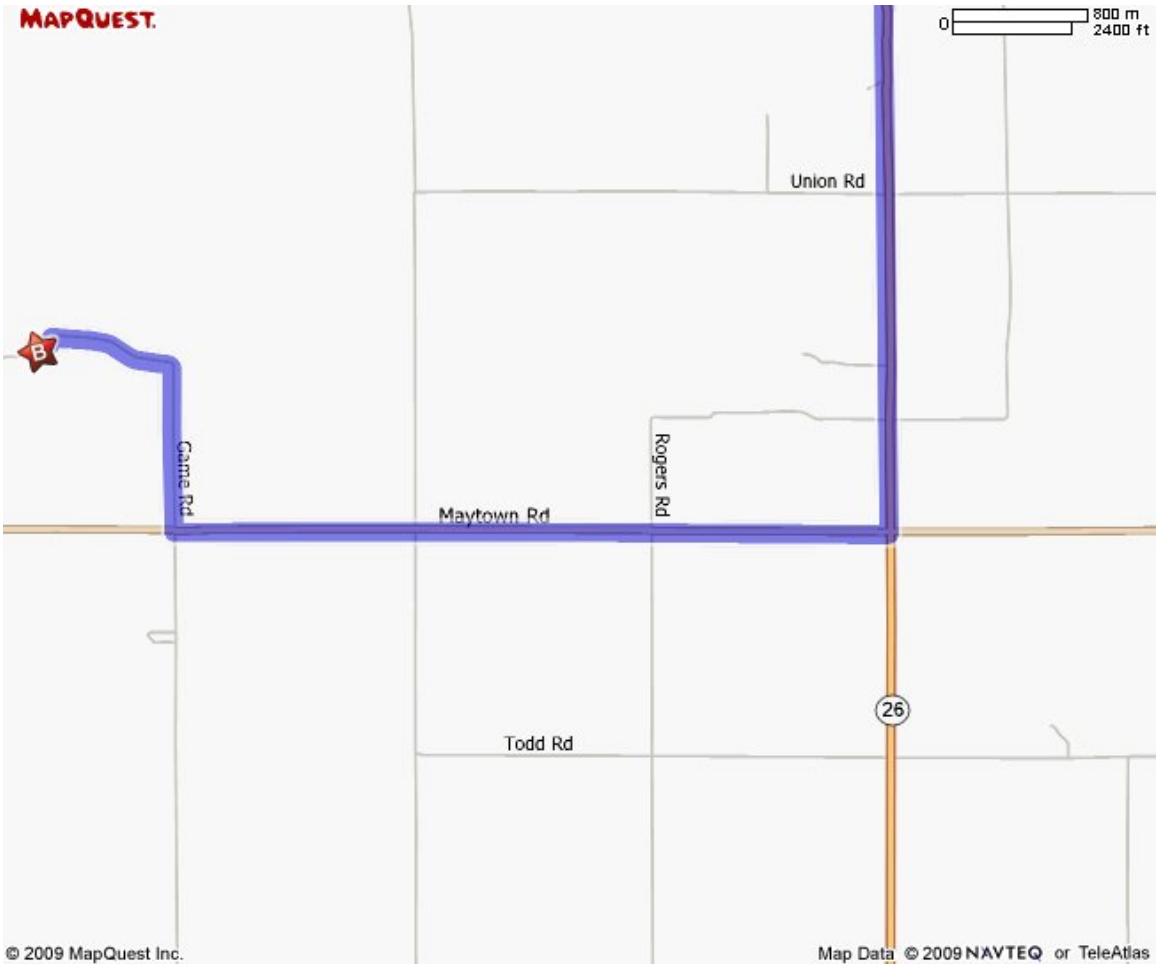 MAPQUEST.
0
800 m
2400 ft
Union Rd
B
Game Rd
Rogers Rd
Maytown Rd
26
Todd Rd
© 2009 MapQuest Inc.
Map Data © 2009 NAVTEQ or TeleAtlas